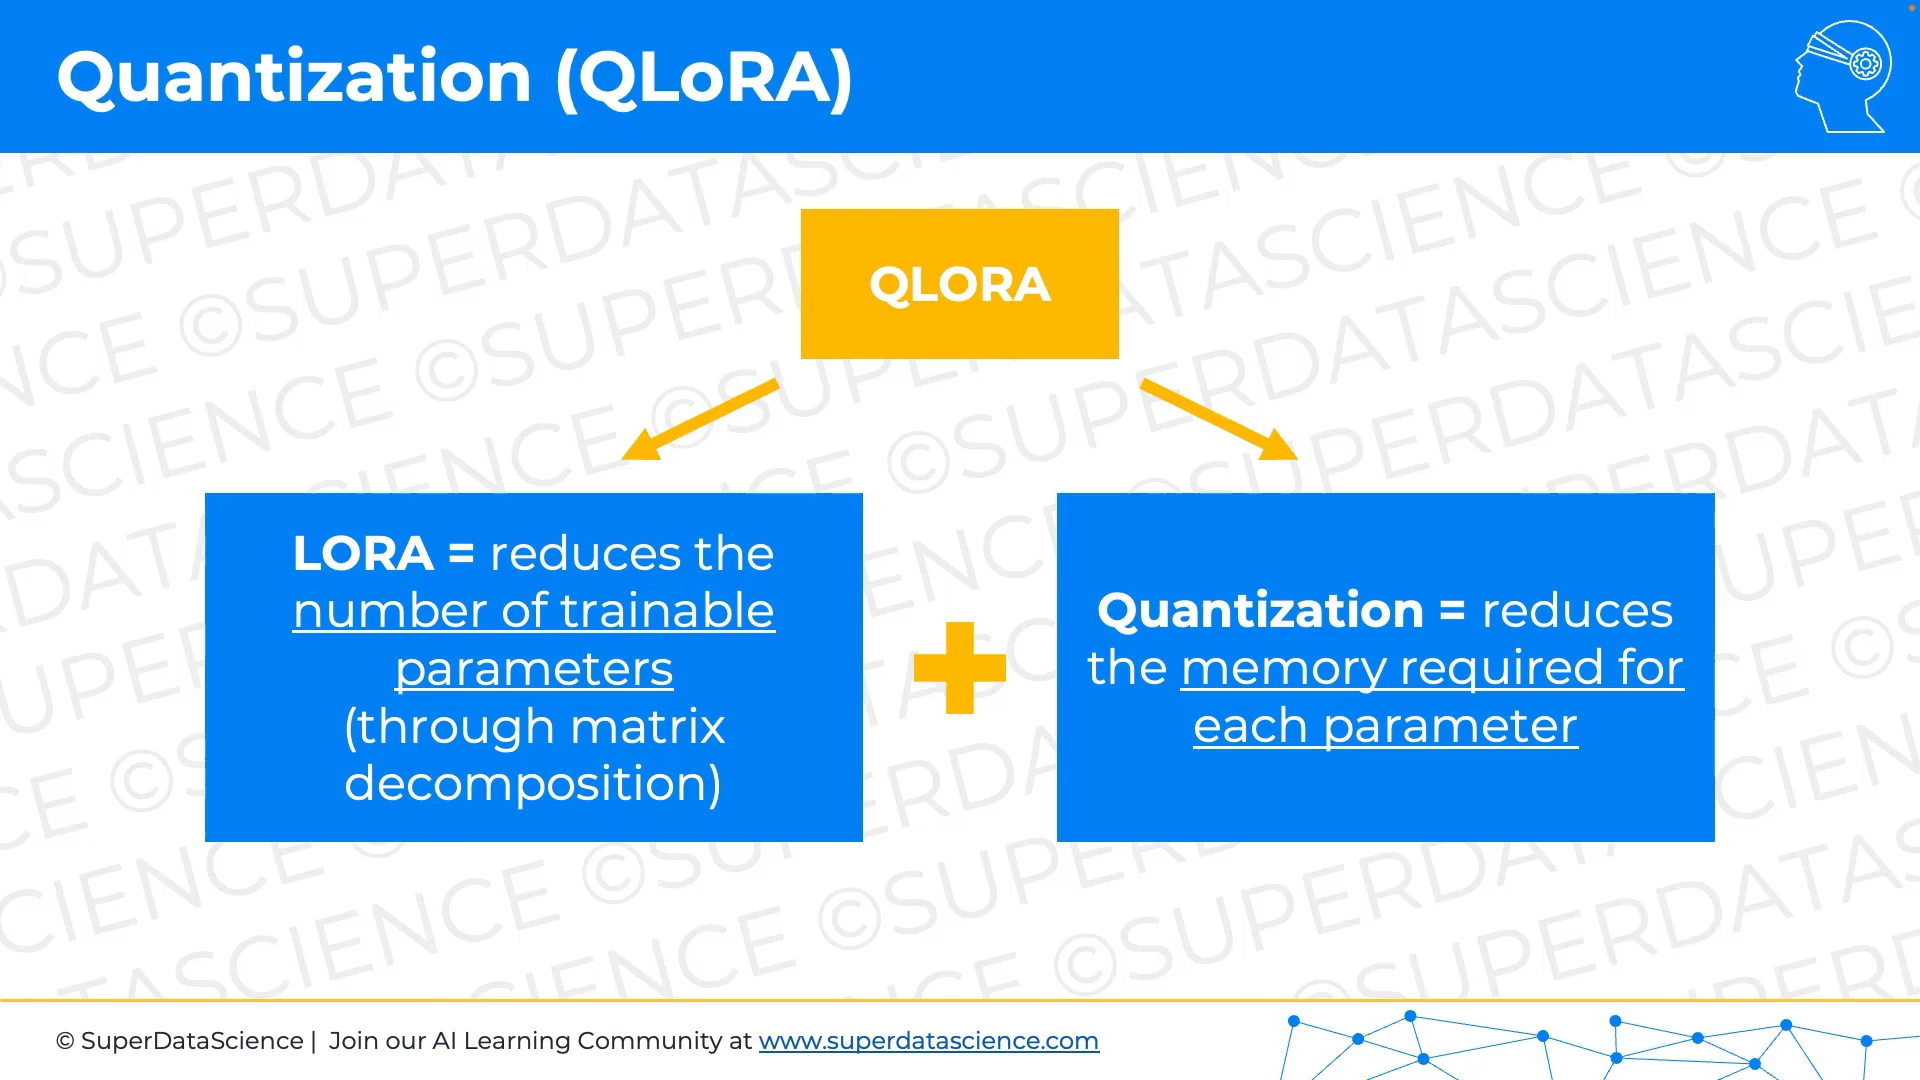 Quantization (QLoRA)
QLORA
LORA = reduces the
number of trainable
parameters
(through matrix
decomposition)
Quantization = reduces
the memory required for
each parameter
© SuperDataScience | Join our AI Learning Community at www.superdatascience.com
©SUPERDATASCIENCE